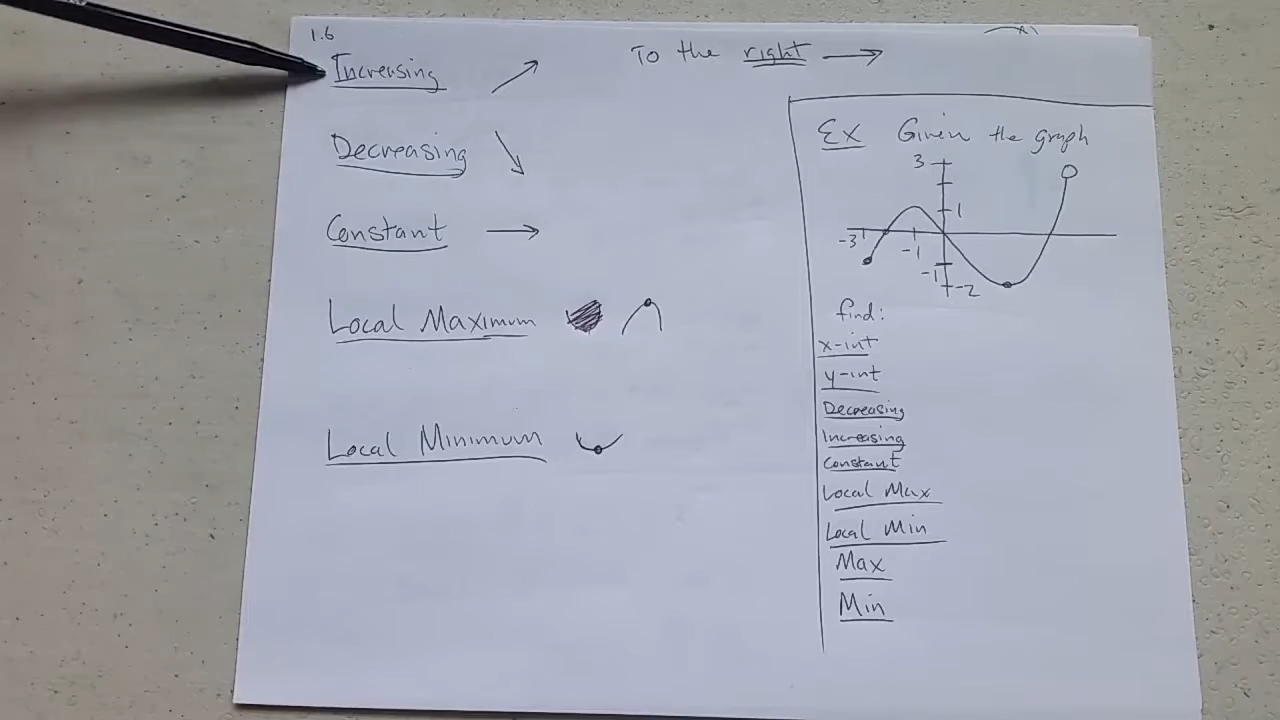 1.6
Increasing
To the right
Decreasing
Constant
Local Maximum
Local Minimum
Ex Given the graph
3
1
-3
-1
-1
-2
find:
x-int
y-int
Decreasing
Increasing
Constant
Local Max
Local Min
Max
Min